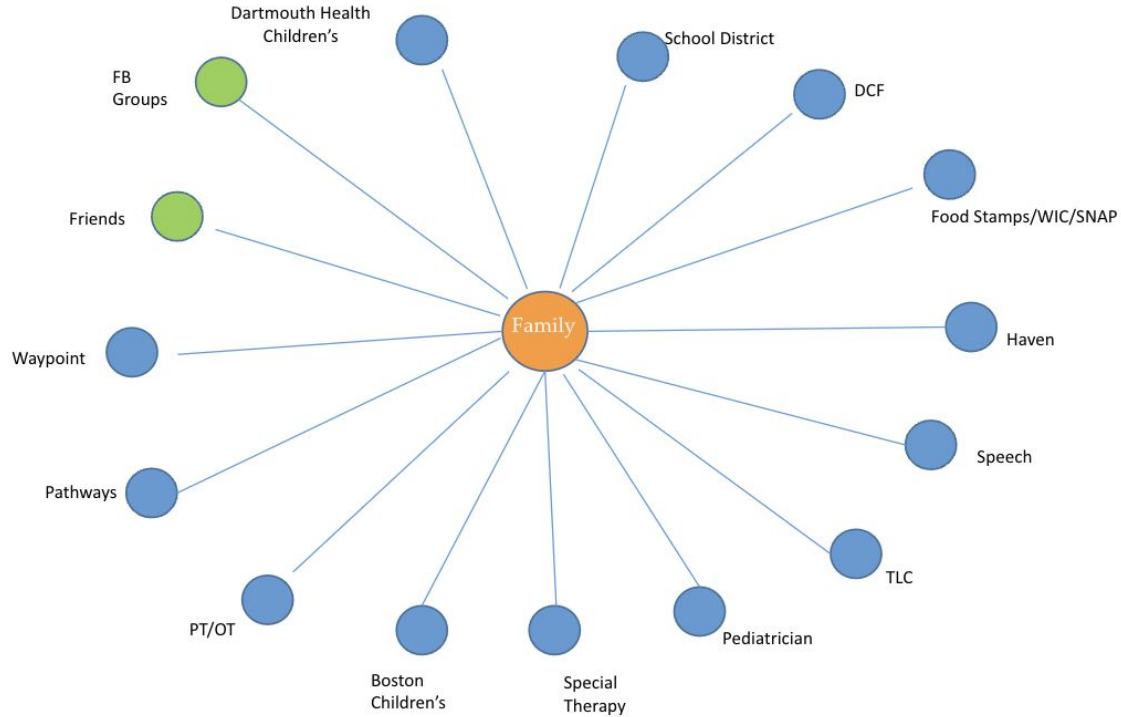 Dartmouth Health
Children's
School District
FB
Groups
DCF
Friends
Food Stamps/WIC/SNAP
Family
Waypoint
Haven
Speech
Pathways
TLC
PT/OT
Pediatrician
Boston
Children's
Special
Therapy